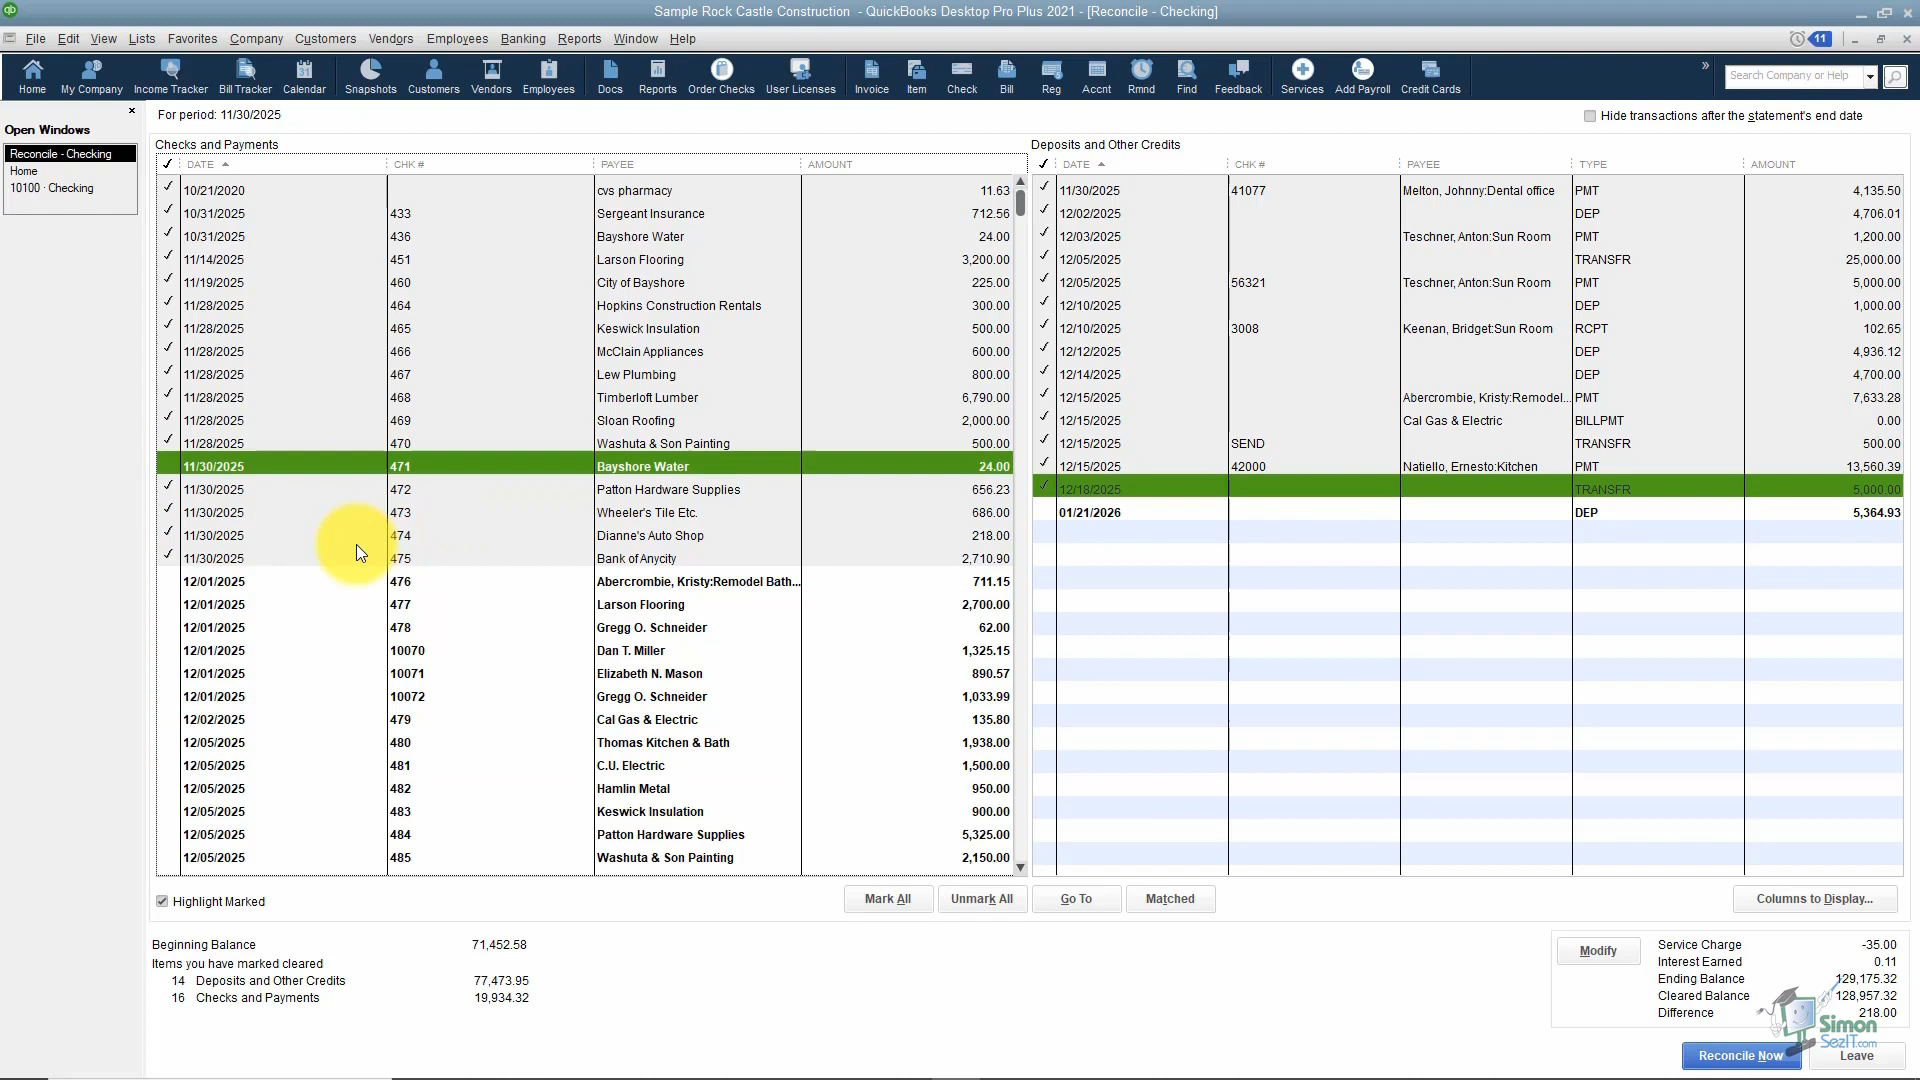 Sample Rock Castle Construction - QuickBooks Desktop Pro Plus 2021 - [Reconcile - Checking]
File Edit View Lists Favorites Company Customers Vendors Employees Banking Reports Window Help 11
Home My Company Income Tracker Bill Tracker Calendar Snapshots Customers Vendors Employees Docs Reports Order Checks User Licenses Invoice Item Check Bill Reg Accnt Rmnd Find Feedback Services Add Payroll Credit Cards Search Company or Help
Open Windows
Reconcile - Checking
Home
10100 · Checking
For period: 11/30/2025
Hide transactions after the statement's end date
Checks and Payments
DATE CHK # PAYEE AMOUNT
10/21/2020 cvs pharmacy 11.63
10/31/2025 433 Sergeant Insurance 712.56
10/31/2025 436 Bayshore Water 24.00
11/14/2025 451 Larson Flooring 3,200.00
11/19/2025 460 City of Bayshore 225.00
11/28/2025 464 Hopkins Construction Rentals 300.00
11/28/2025 465 Keswick Insulation 500.00
11/28/2025 466 McClain Appliances 600.00
11/28/2025 467 Lew Plumbing 800.00
11/28/2025 468 Timberloft Lumber 6,790.00
11/28/2025 469 Sloan Roofing 2,000.00
11/28/2025 470 Washuta & Son Painting 500.00
11/30/2025 471 Bayshore Water 24.00
11/30/2025 472 Patton Hardware Supplies 656.23
11/30/2025 473 Wheeler's Tile Etc. 686.00
11/30/2025 474 Dianne's Auto Shop 218.00
11/30/2025 475 Bank of Anycity 2,710.90
12/01/2025 476 Abercrombie, Kristy:Remodel Bath... 711.15
12/01/2025 477 Larson Flooring 2,700.00
12/01/2025 478 Gregg O. Schneider 62.00
12/01/2025 10070 Dan T. Miller 1,325.15
12/01/2025 10071 Elizabeth N. Mason 890.57
12/01/2025 10072 Gregg O. Schneider 1,033.99
12/02/2025 479 Cal Gas & Electric 135.80
12/05/2025 480 Thomas Kitchen & Bath 1,938.00
12/05/2025 481 C.U. Electric 1,500.00
12/05/2025 482 Hamlin Metal 950.00
12/05/2025 483 Keswick Insulation 900.00
12/05/2025 484 Patton Hardware Supplies 5,325.00
12/05/2025 485 Washuta & Son Painting 2,150.00
Deposits and Other Credits
DATE CHK # PAYEE TYPE AMOUNT
11/30/2025 41077 Melton, Johnny:Dental office PMT 4,135.50
12/02/2025 DEP 4,706.01
12/03/2025 Teschner, Anton:Sun Room PMT 1,200.00
12/05/2025 TRANSFR 25,000.00
12/05/2025 56321 Teschner, Anton:Sun Room PMT 5,000.00
12/10/2025 DEP 1,000.00
12/10/2025 3008 Keenan, Bridget:Sun Room RCPT 102.65
12/12/2025 DEP 4,936.12
12/14/2025 DEP 4,700.00
12/15/2025 Abercrombie, Kristy:Remodel... PMT 7,633.28
12/15/2025 Cal Gas & Electric BILLPMT 0.00
12/15/2025 SEND TRANSFR 500.00
12/15/2025 42000 Natiello, Ernesto:Kitchen PMT 13,560.39
12/18/2025 TRANSFR 5,000.00
01/21/2026 DEP 5,364.93
Highlight Marked Mark All Unmark All Go To Matched Columns to Display...
Beginning Balance 71,452.58
Items you have marked cleared
14 Deposits and Other Credits 77,473.95
16 Checks and Payments 19,934.32
Modify
Service Charge -35.00
Interest Earned 0.11
Ending Balance 129,175.32
Cleared Balance 128,957.32
Difference 218.00
Simon
SezIT.com
Reconcile Now Leave